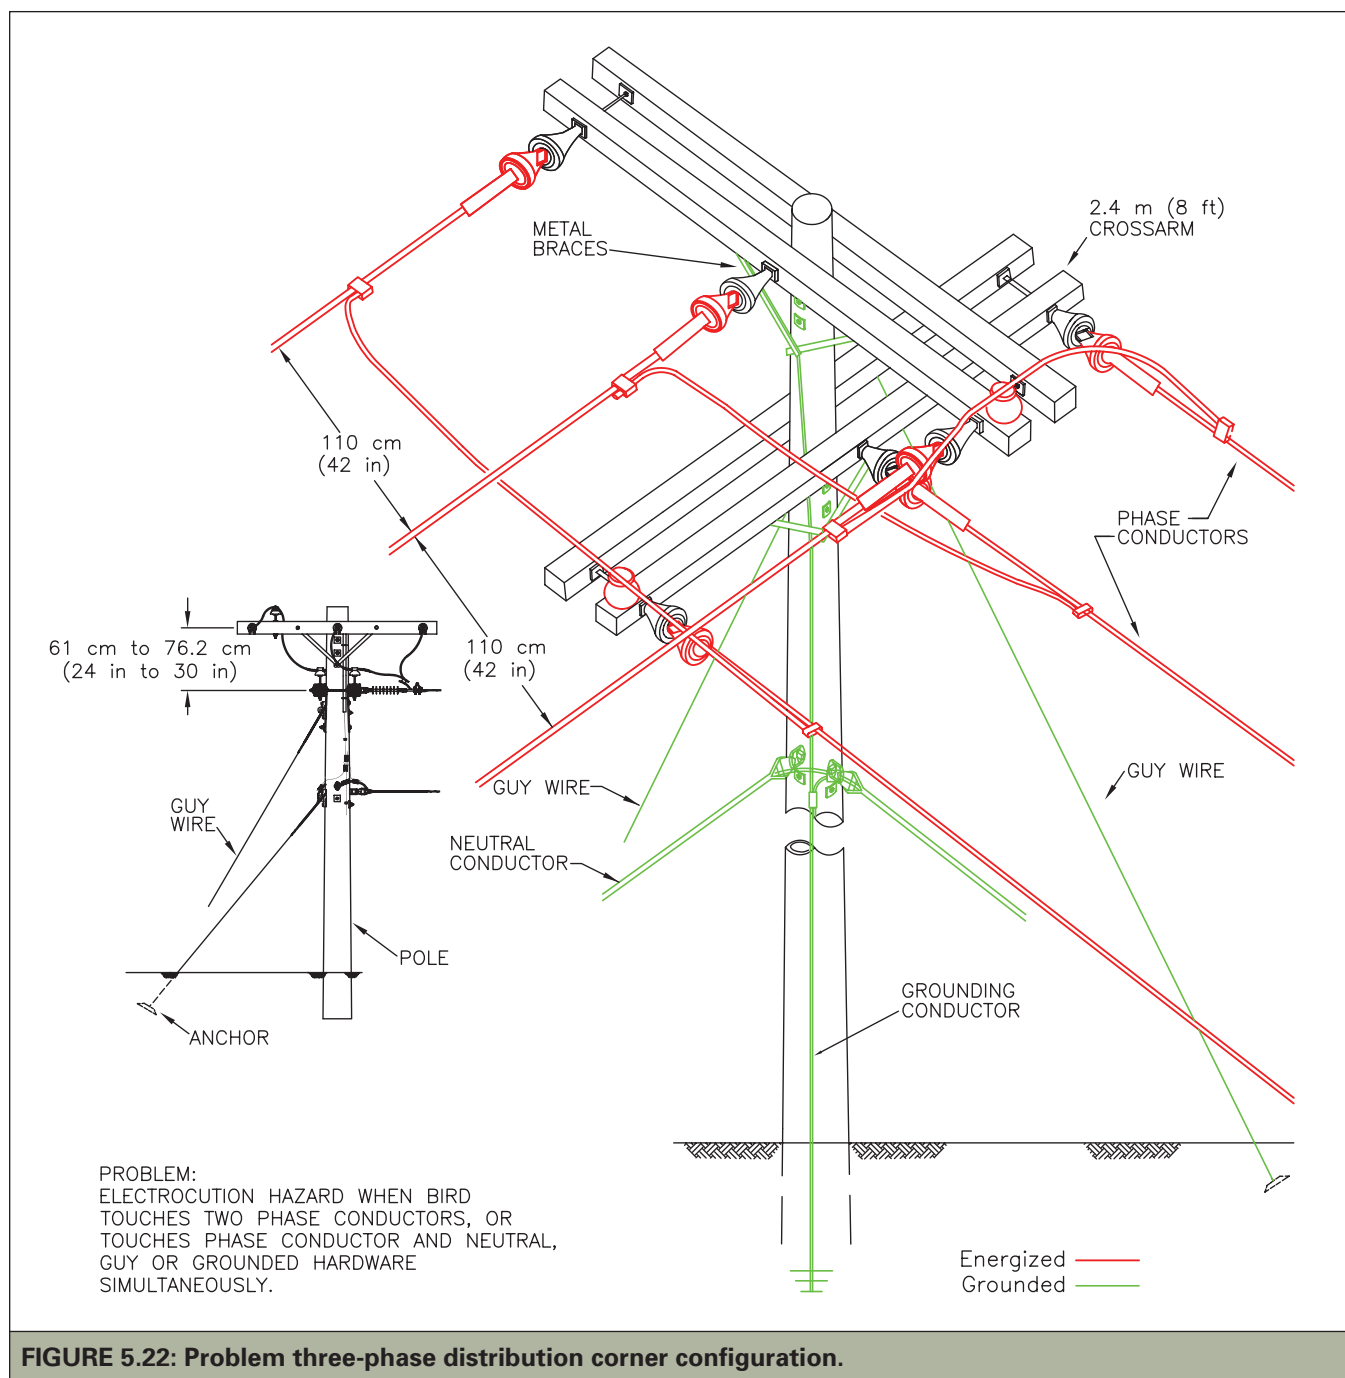 METAL
BRACES
2.4 m (8 ft)
CROSSARM
110 cm
(42 in)
PHASE
CONDUCTORS
61 cm to 76.2 cm
(24 in to 30 in)
110 cm
(42 in)
GUY WIRE
GUY WIRE
GUY
WIRE
NEUTRAL
CONDUCTOR
POLE
GROUNDING
CONDUCTOR
ANCHOR
PROBLEM:
ELECTROCUTION HAZARD WHEN BIRD
TOUCHES TWO PHASE CONDUCTORS, OR
TOUCHES PHASE CONDUCTOR AND NEUTRAL,
GUY OR GROUNDED HARDWARE
SIMULTANEOUSLY.
Energized
Grounded
FIGURE 5.22: Problem three-phase distribution corner configuration.